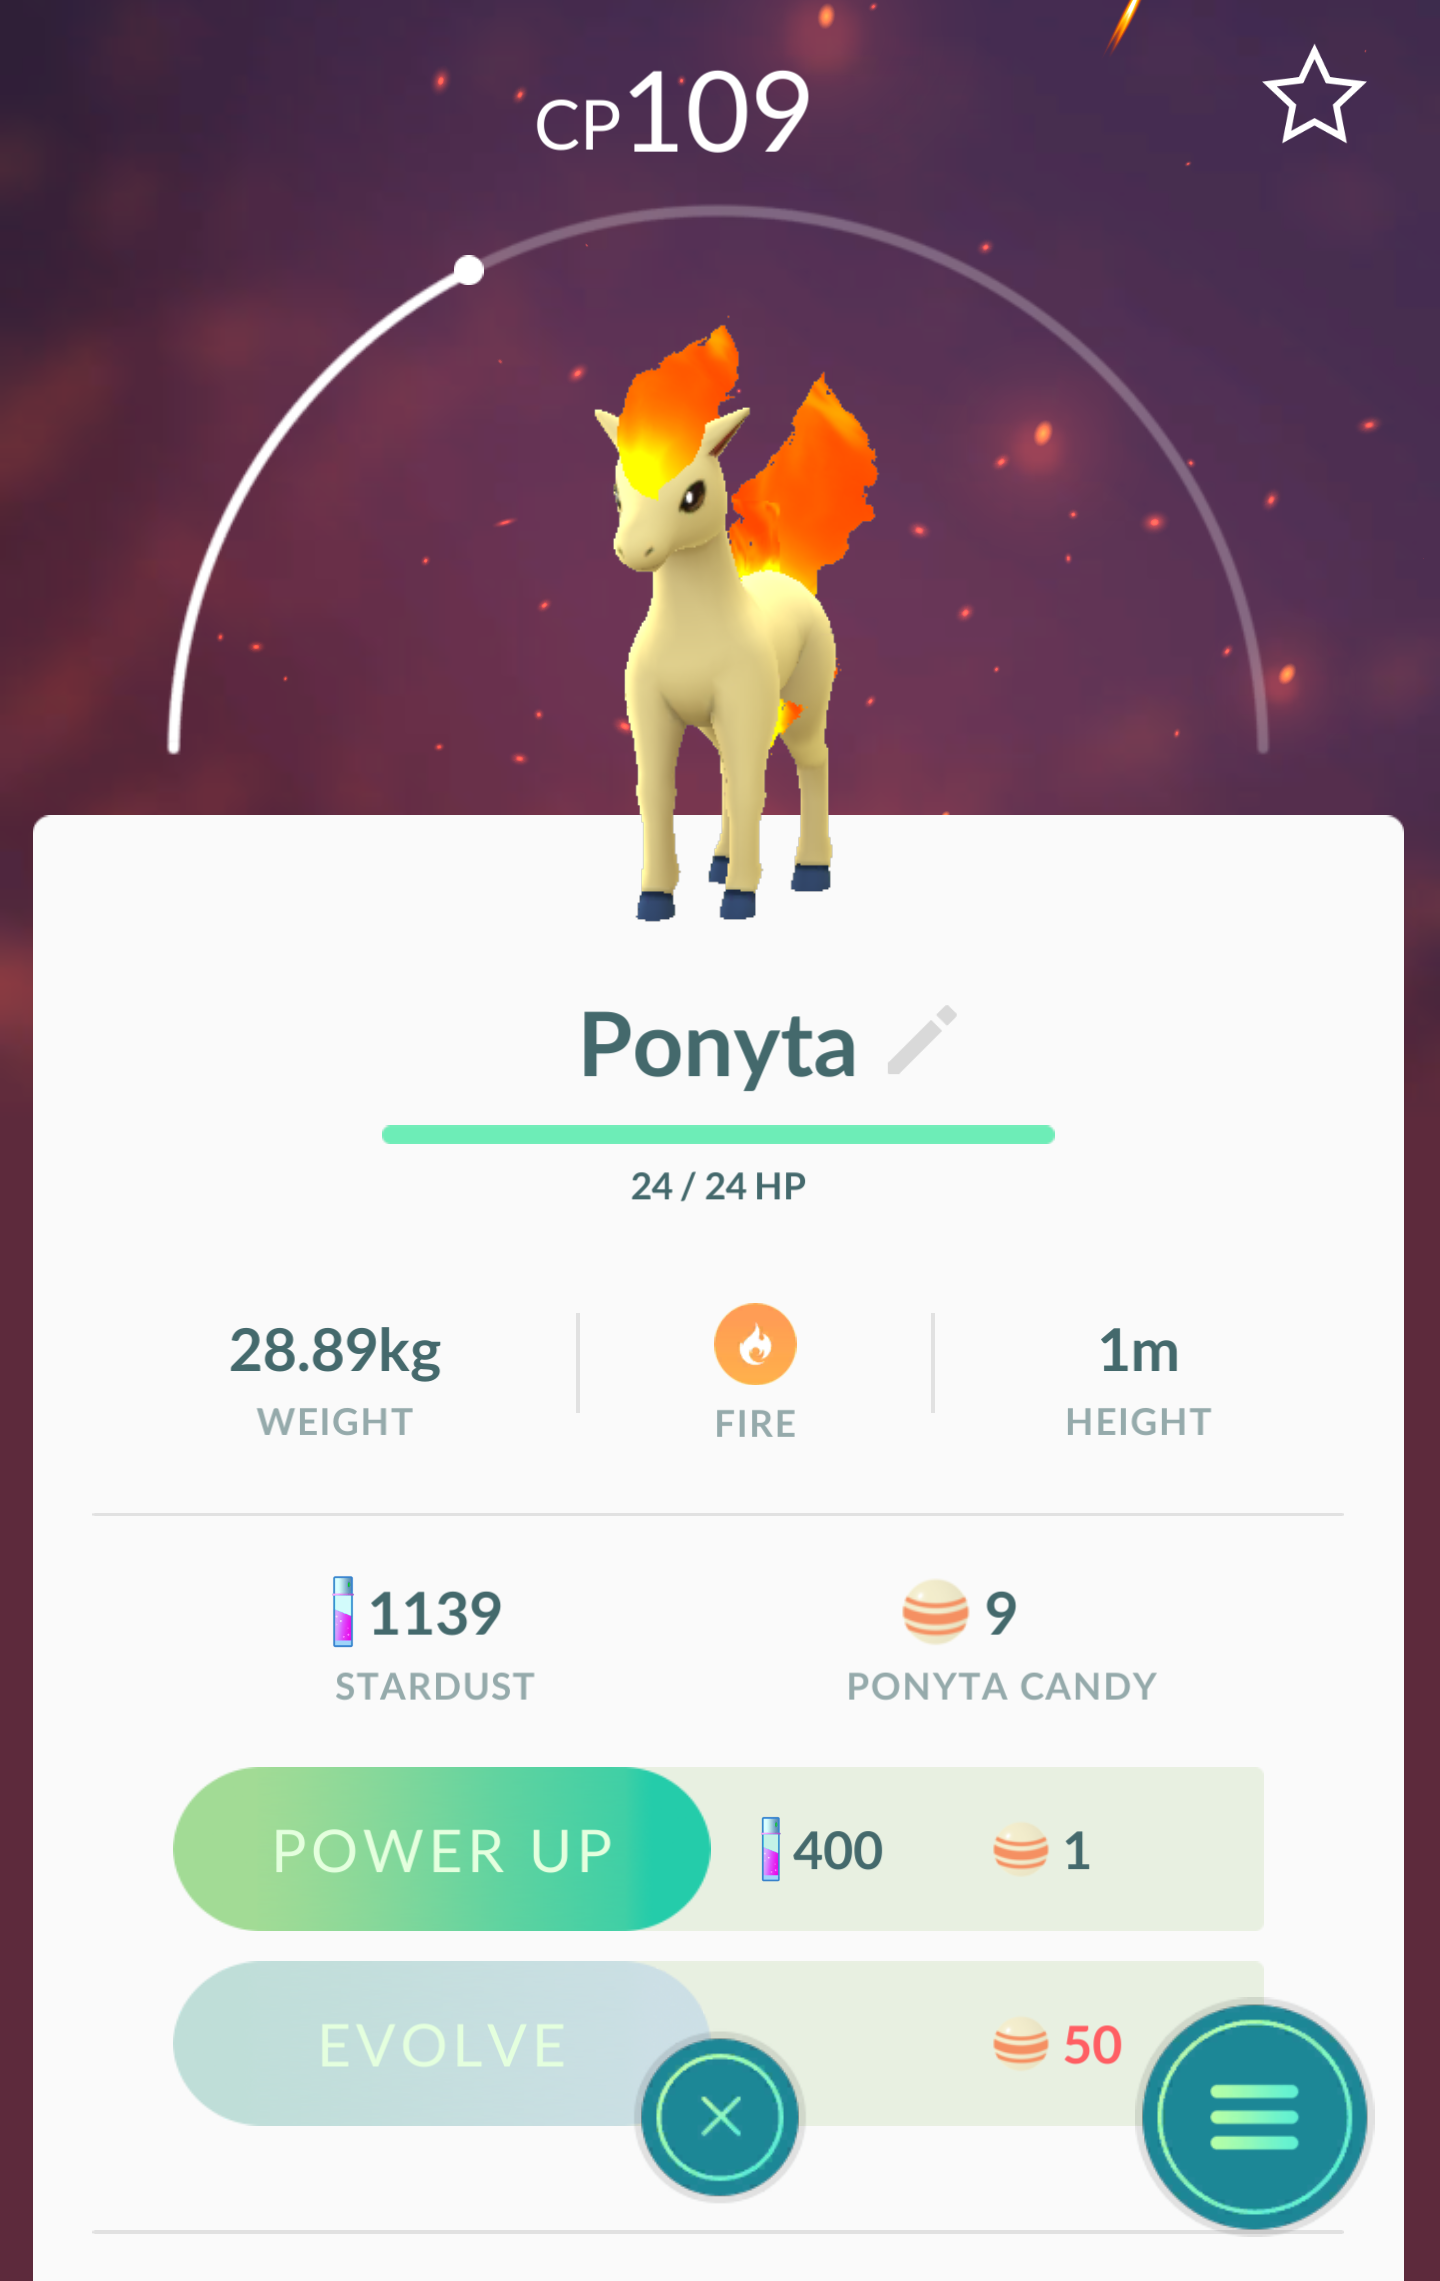 CP109
Ponyta
24 / 24 HP
28.89kg
WEIGHT
FIRE
1m
HEIGHT
1139
STARDUST
9
PONYTA CANDY
POWER UP 400 1
EVOLVE 50